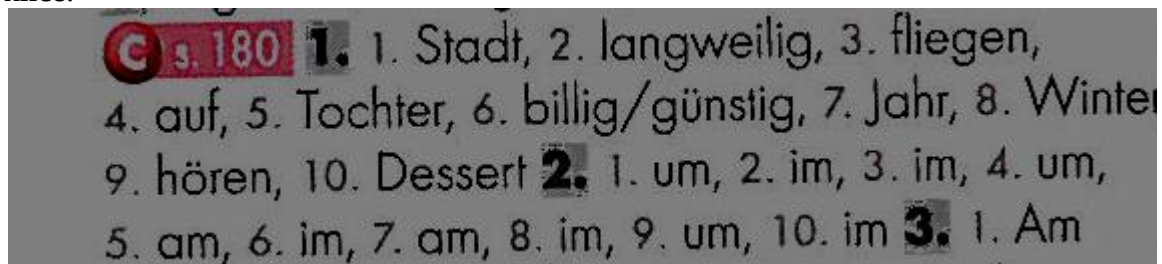 C s. 180 1. 1. Stadt, 2. langweilig, 3. fliegen,
4. auf, 5. Tochter, 6. billig/günstig, 7. Jahr, 8. Winter
9. hören, 10. Dessert 2. 1. um, 2. im, 3. im, 4. um,
5. am, 6. im, 7. am, 8. im, 9. um, 10. im 3. 1. Am